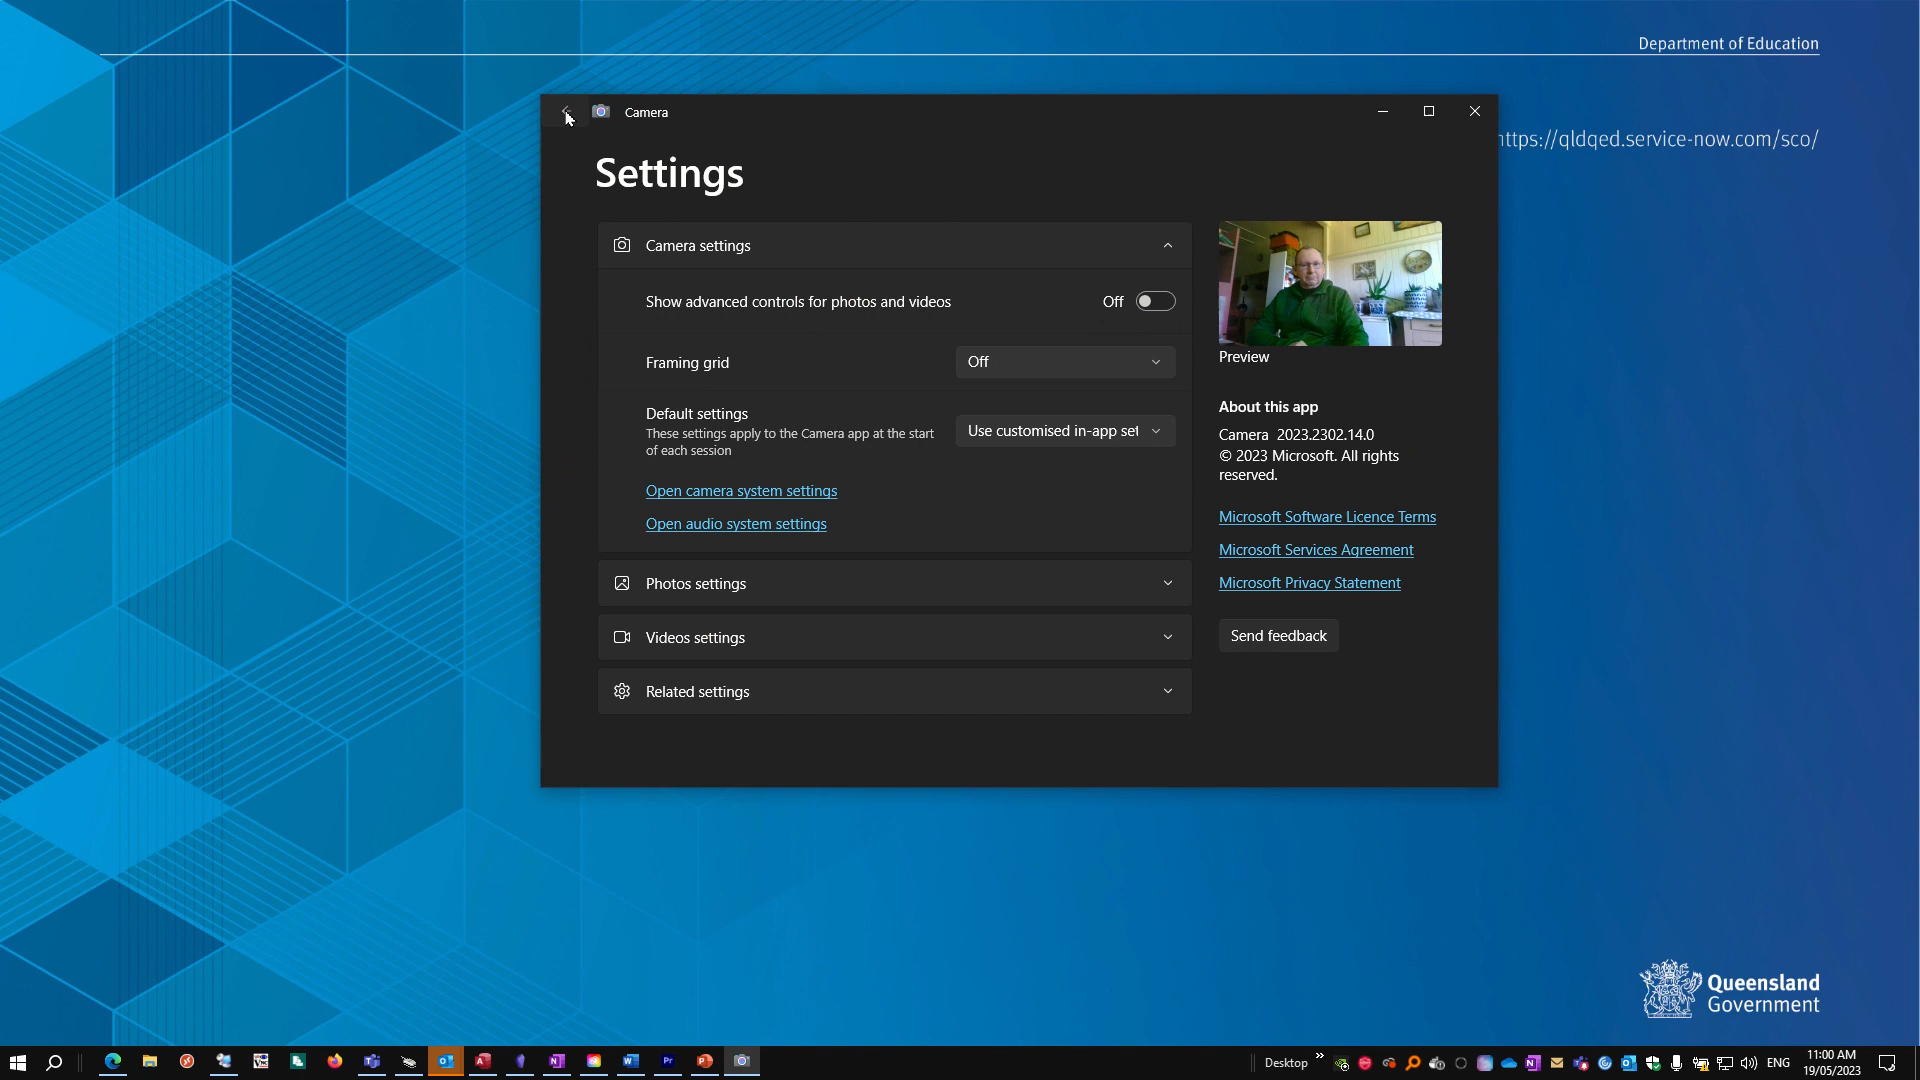 Department of Education
ttps://qldqed.service-now.com/sco/
Camera
Settings
Camera settings
Show advanced controls for photos and videos
Off
Framing grid
Off
Default settings
These settings apply to the Camera app at the start
of each session
Use customised in-app set
Open camera system settings
Open audio system settings
Photos settings
Videos settings
Related settings
Preview
About this app
Camera 2023.2302.14.0
© 2023 Microsoft. All rights
reserved.
Microsoft Software Licence Terms
Microsoft Services Agreement
Microsoft Privacy Statement
Send feedback
Queensland
Government
Desktop
ENG
11:00 AM
19/05/2023